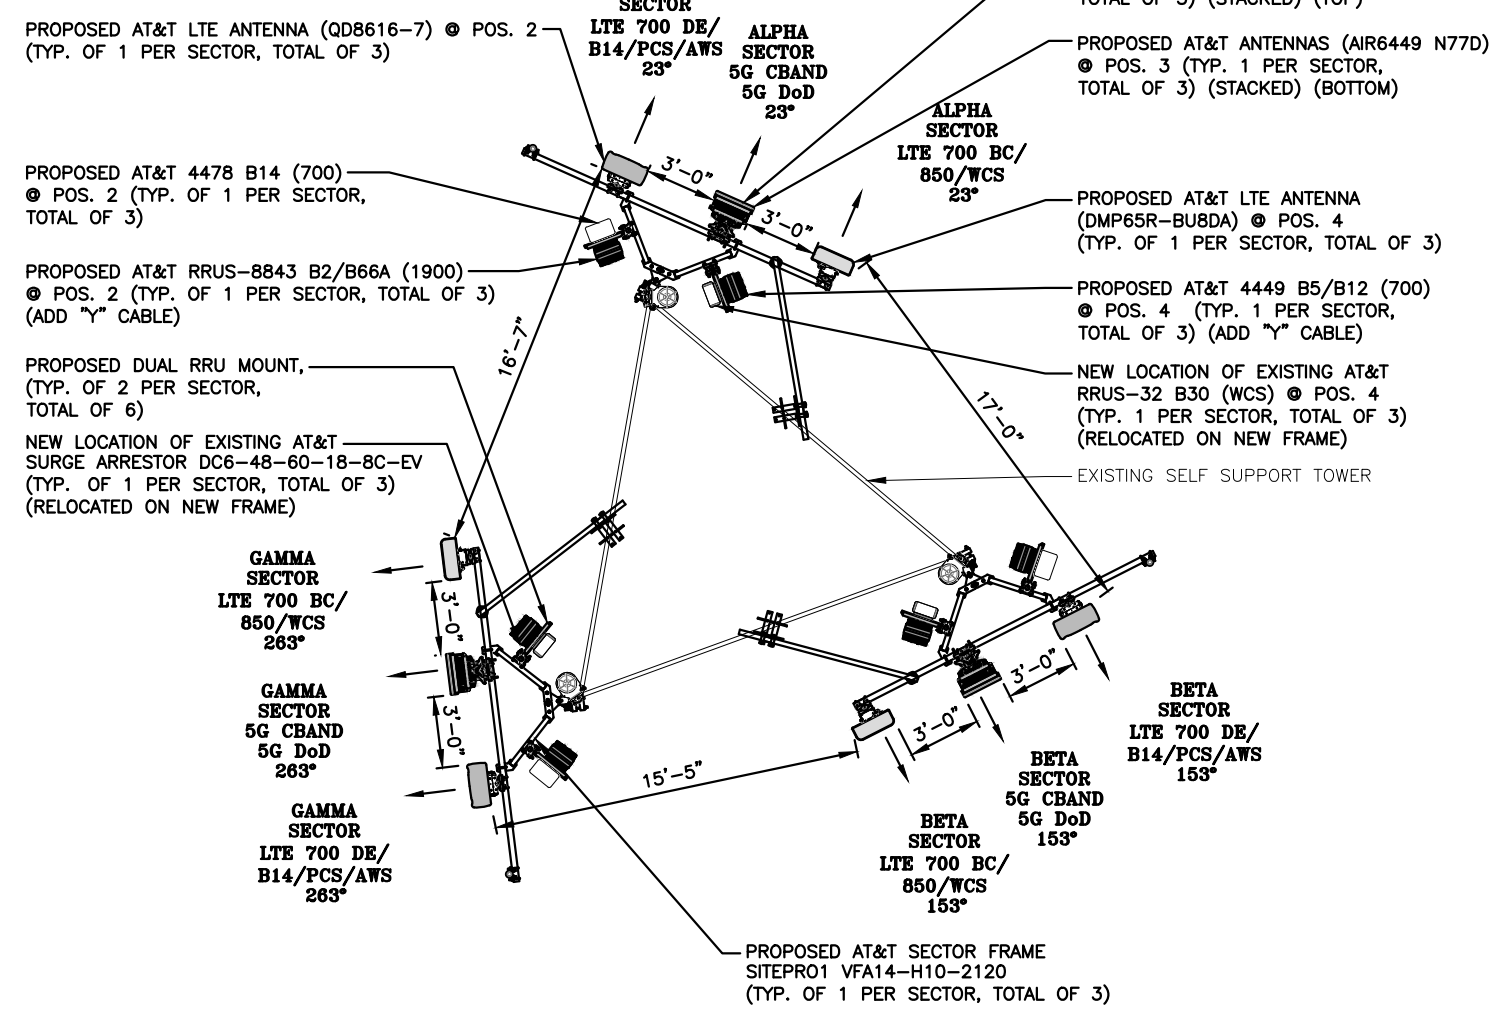 PROPOSED AT&T LTE ANTENNA (QD8616-7) @ POS. 2
(TYP. OF 1 PER SECTOR, TOTAL OF 3)
SECTOR
LTE 700 DE/
B14/PCS/AWS
23°
ALPHA
SECTOR
5G CBAND
5G DoD
23°
TOTAL OF 3) (STACKED) (TOP)
PROPOSED AT&T ANTENNAS (AIR6449 N77D)
@ POS. 3 (TYP. 1 PER SECTOR,
TOTAL OF 3) (STACKED) (BOTTOM)
ALPHA
SECTOR
LTE 700 BC/
850/WCS
23°
PROPOSED AT&T 4478 B14 (700)
@ POS. 2 (TYP. OF 1 PER SECTOR,
TOTAL OF 3)
3'-0"
3'-0"
PROPOSED AT&T LTE ANTENNA
(DMP65R-BU8DA) @ POS. 4
(TYP. OF 1 PER SECTOR, TOTAL OF 3)
PROPOSED AT&T RRUS-8843 B2/B66A (1900)
@ POS. 2 (TYP. OF 1 PER SECTOR, TOTAL OF 3)
(ADD "Y" CABLE)
PROPOSED AT&T 4449 B5/B12 (700)
@ POS. 4 (TYP. 1 PER SECTOR,
TOTAL OF 3) (ADD "Y" CABLE)
16'-7"
PROPOSED DUAL RRU MOUNT,
(TYP. OF 2 PER SECTOR,
TOTAL OF 6)
NEW LOCATION OF EXISTING AT&T
RRUS-32 B30 (WCS) @ POS. 4
(TYP. 1 PER SECTOR, TOTAL OF 3)
(RELOCATED ON NEW FRAME)
17'-0"
NEW LOCATION OF EXISTING AT&T
SURGE ARRESTOR DC6-48-60-18-8C-EV
(TYP. OF 1 PER SECTOR, TOTAL OF 3)
(RELOCATED ON NEW FRAME)
EXISTING SELF SUPPORT TOWER
GAMMA
SECTOR
LTE 700 BC/
850/WCS
263°
3'-0"
GAMMA
SECTOR
5G CBAND
5G DoD
263°
3'-0"
3'-0"
3'-0"
BETA
SECTOR
LTE 700 DE/
B14/PCS/AWS
153°
15'-5"
BETA
SECTOR
5G CBAND
5G DoD
153°
GAMMA
SECTOR
LTE 700 DE/
B14/PCS/AWS
263°
BETA
SECTOR
LTE 700 BC/
850/WCS
153°
PROPOSED AT&T SECTOR FRAME
SITEPRO1 VFA14-H10-2120
(TYP. OF 1 PER SECTOR, TOTAL OF 3)